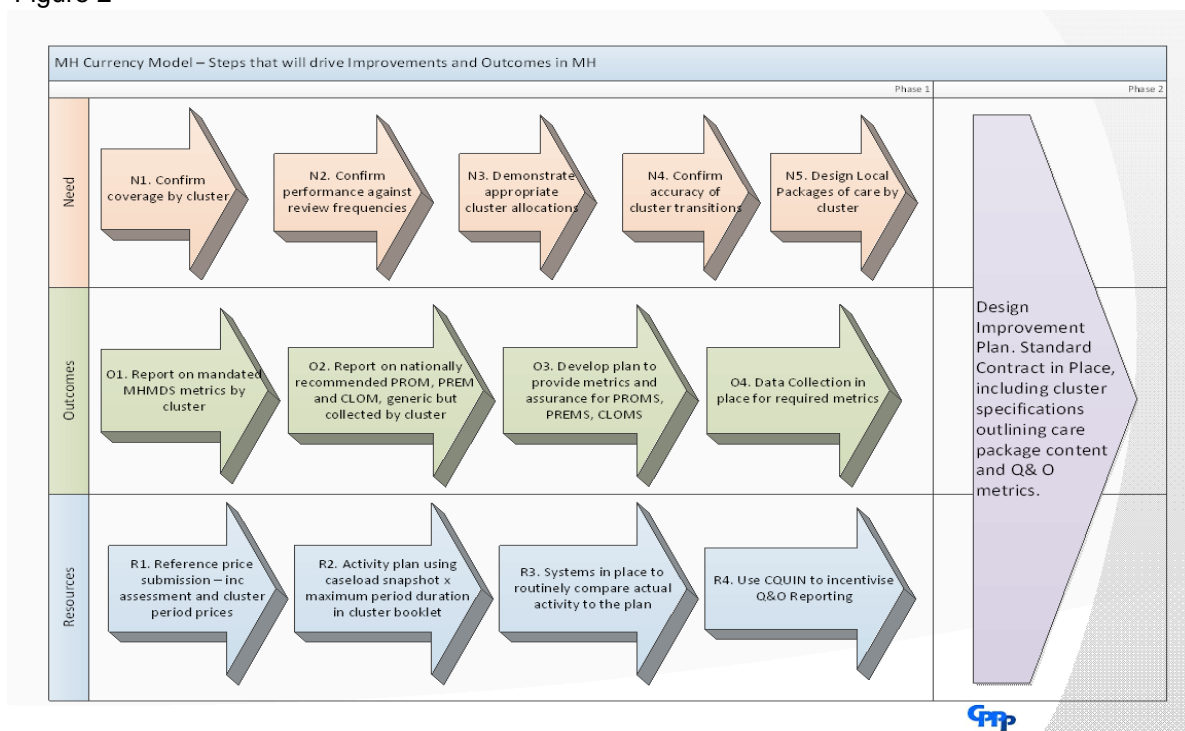 Figure 2
MH Currency Model – Steps that will drive Improvements and Outcomes in MH
Phase 1
Phase 2
Need
N1. Confirm
coverage by cluster
N2. Confirm
performance against
review frequencies
N3. Demonstrate
appropriate
cluster allocations
N4. Confirm
accuracy of
cluster transitions
N5. Design Local
Packages of care by
cluster
Outcomes
O1. Report on mandated
MHMDS metrics by
cluster
O2. Report on nationally
recommended PROM, PREM
and CLOM, generic but
collected by cluster
O3. Develop plan to
provide metrics and
assurance for PROMS,
PREMS, CLOMS
O4. Data Collection in
place for required metrics
Resources
R1. Reference price
submission – inc
assessment and cluster
period prices
R2. Activity plan using
caseload snapshot x
maximum period duration
in cluster booklet
R3. Systems in place to
routinely compare actual
activity to the plan
R4. Use CQUIN to incentivise
Q&O Reporting
Design
Improvement
Plan. Standard
Contract in Place,
including cluster
specifications
outlining care
package content
and Q& O
metrics.
CPPP